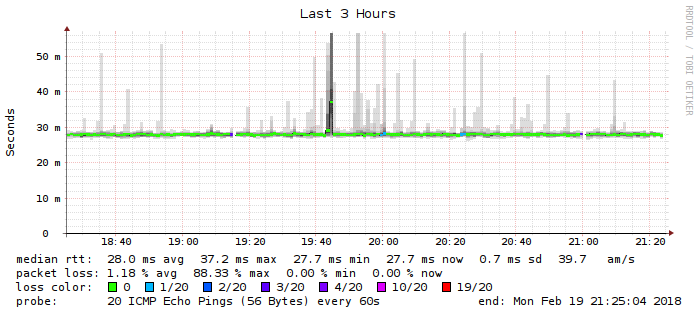 Last 3 Hours
RRDTOOL / TOBI OETIKER
Seconds
50 m
40 m
30 m
20 m
10 m
0
18:40 19:00 19:20 19:40 20:00 20:20 20:40 21:00 21:20
median rtt: 28.0 ms avg 37.2 ms max 27.7 ms min 27.7 ms now 0.7 ms sd 39.7 am/s
packet loss: 1.18 % avg 88.33 % max 0.00 % min 0.00 % now
loss color: 0 1/20 2/20 3/20 4/20 10/20 19/20
probe: 20 ICMP Echo Pings (56 Bytes) every 60s end: Mon Feb 19 21:25:04 2018